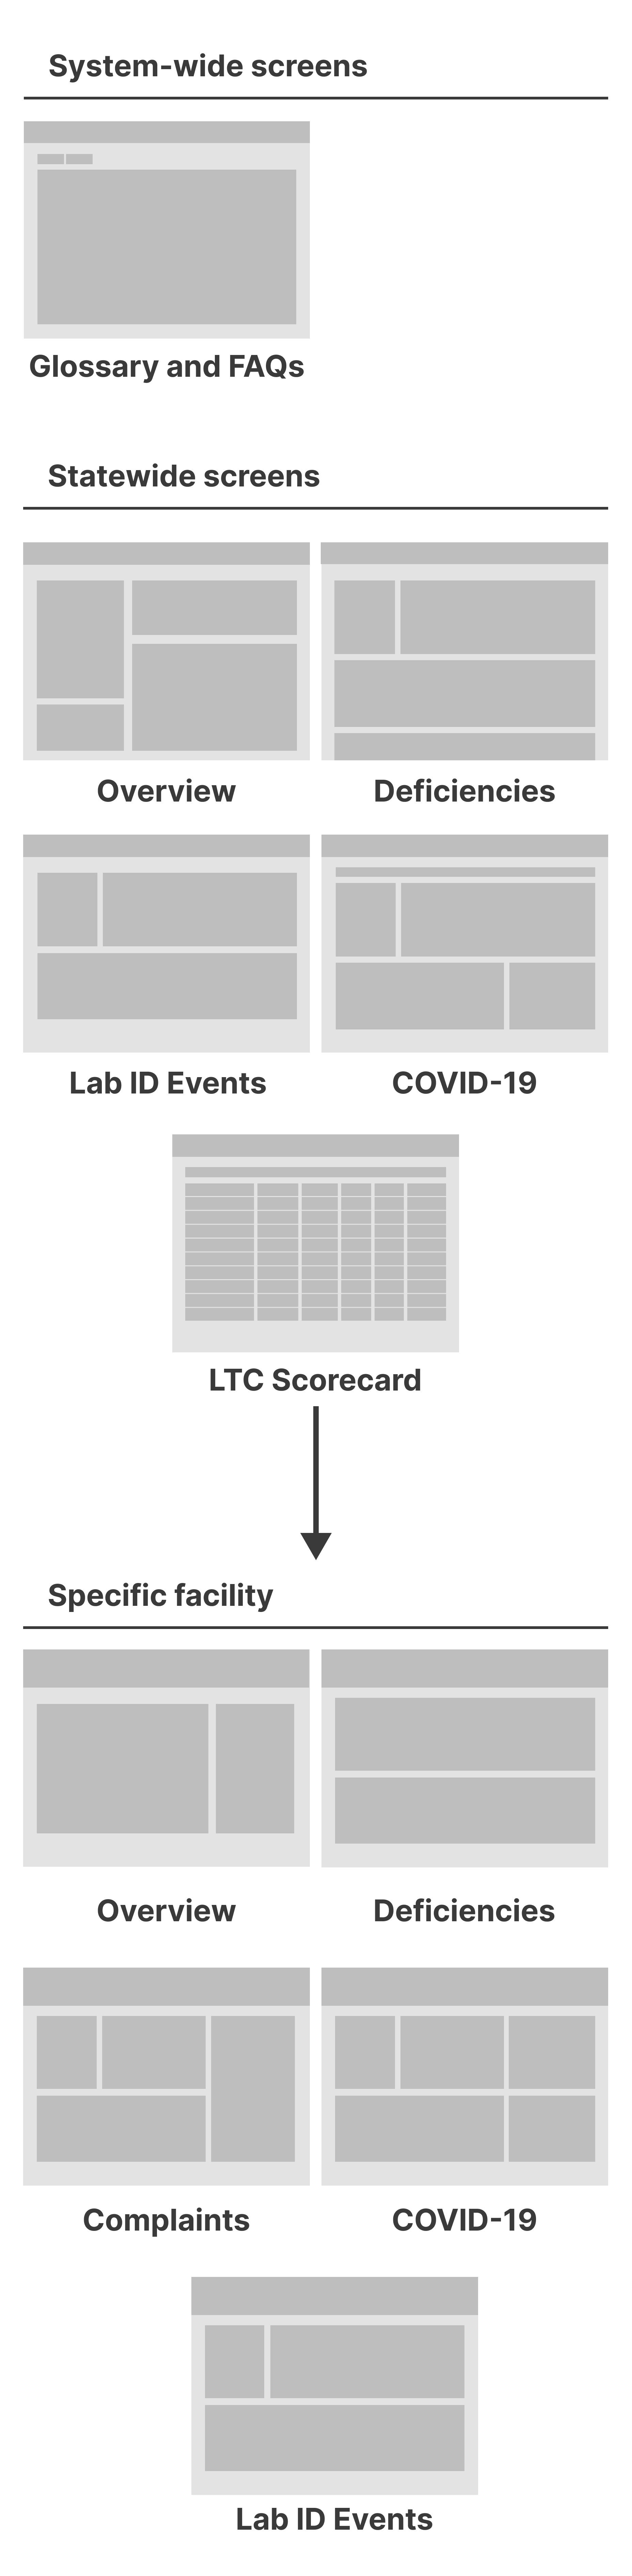 System-wide screens
Glossary and FAQs
Statewide screens
Overview
Deficiencies
Lab ID Events
COVID-19
LTC Scorecard
Specific facility
Overview
Deficiencies
Complaints
COVID-19
Lab ID Events